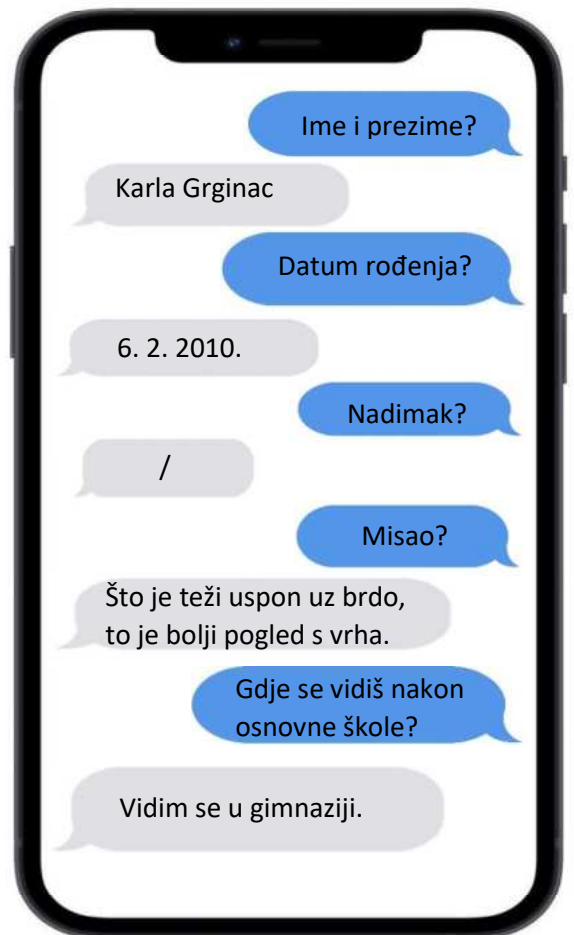 Ime i prezime?
Karla Grginac
Datum rođenja?
6. 2. 2010.
Nadimak?
/
Misao?
Što je teži uspon uz brdo,
to je bolji pogled s vrha.
Gdje se vidiš nakon
osnovne škole?
Vidim se u gimnaziji.